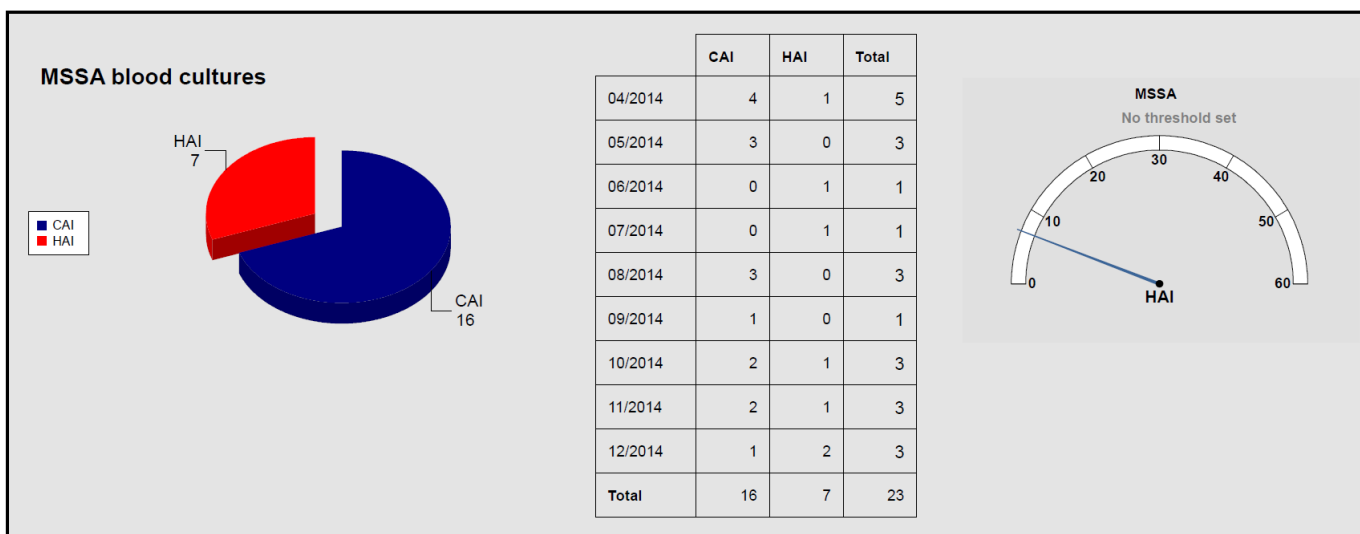 MSSA blood cultures
HAI
7
CAI
16
CAI
HAI
CAI HAI Total
04/2014 4 1 5
05/2014 3 0 3
06/2014 0 1 1
07/2014 0 1 1
08/2014 3 0 3
09/2014 1 0 1
10/2014 2 1 3
11/2014 2 1 3
12/2014 1 2 3
Total 16 7 23
MSSA
No threshold set
0 10 20 30 40 50 60
HAI